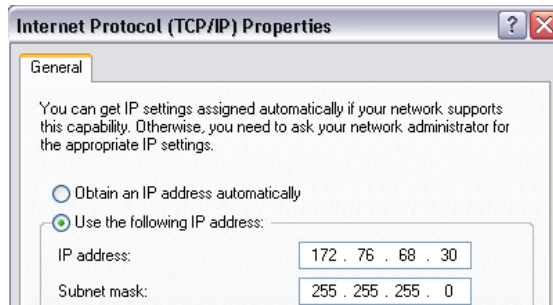 Internet Protocol (TCP/IP) Properties
General
You can get IP settings assigned automatically if your network supports
this capability. Otherwise, you need to ask your network administrator for
the appropriate IP settings.
Obtain an IP address automatically
Use the following IP address:
IP address: 172 . 76 . 68 . 30
Subnet mask: 255 . 255 . 255 . 0